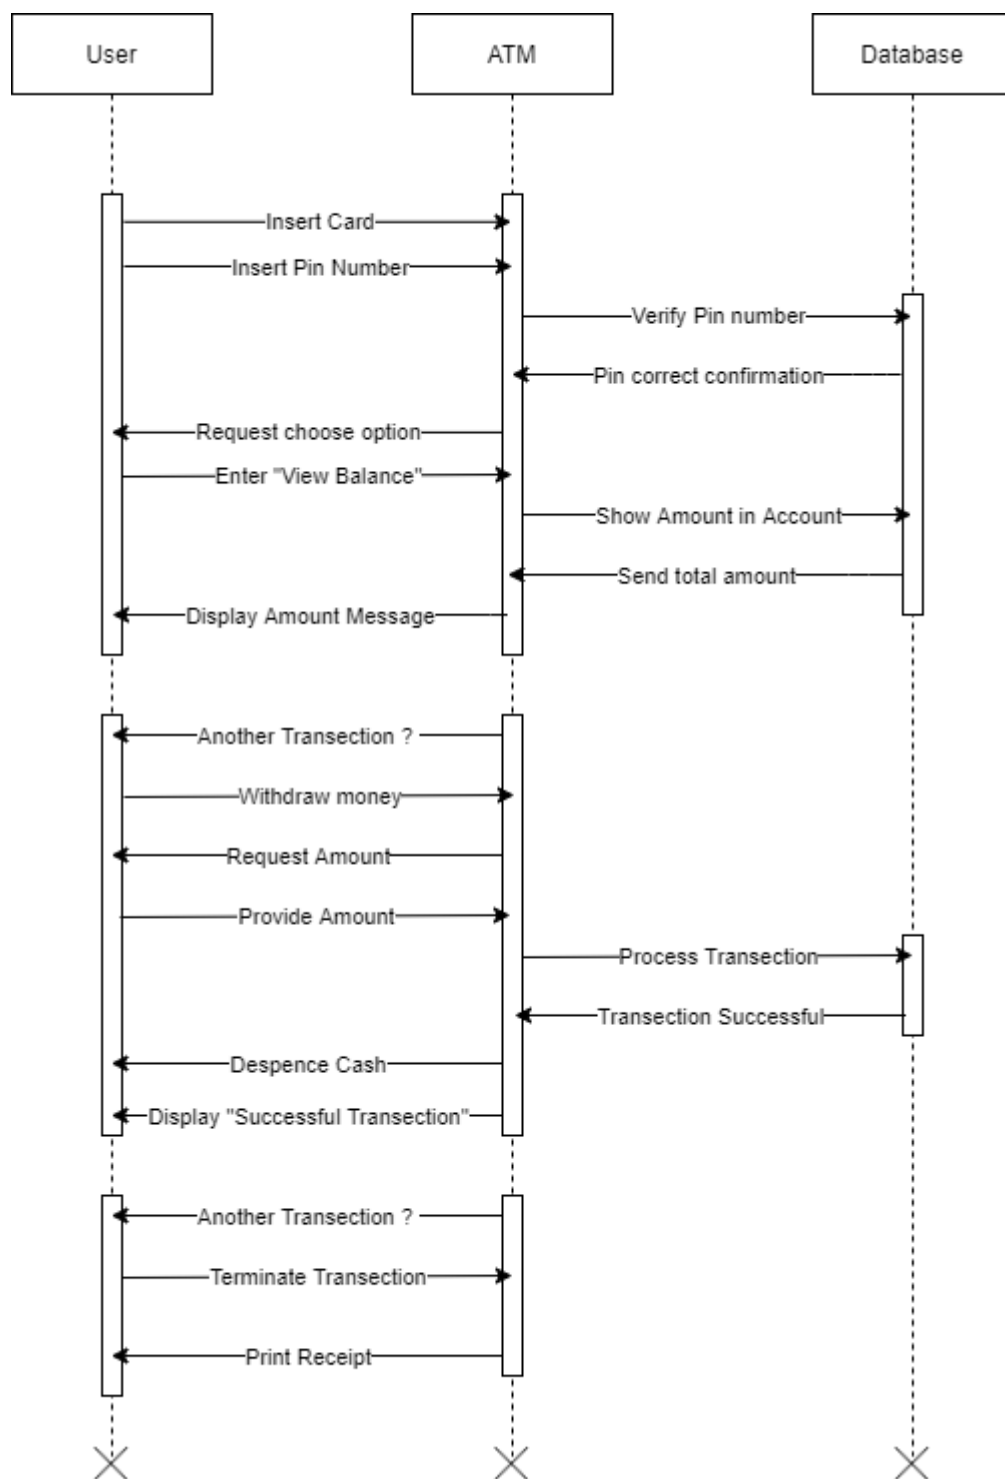 User
ATM
Database
Insert Card
Insert Pin Number
Verify Pin number
Pin correct confirmation
Request choose option
Enter "View Balance"
Show Amount in Account
Send total amount
Display Amount Message
Another Transection ?
Withdraw money
Request Amount
Provide Amount
Process Transection
Transection Successful
Despence Cash
Display "Successful Transection"
Another Transection ?
Terminate Transection
Print Receipt